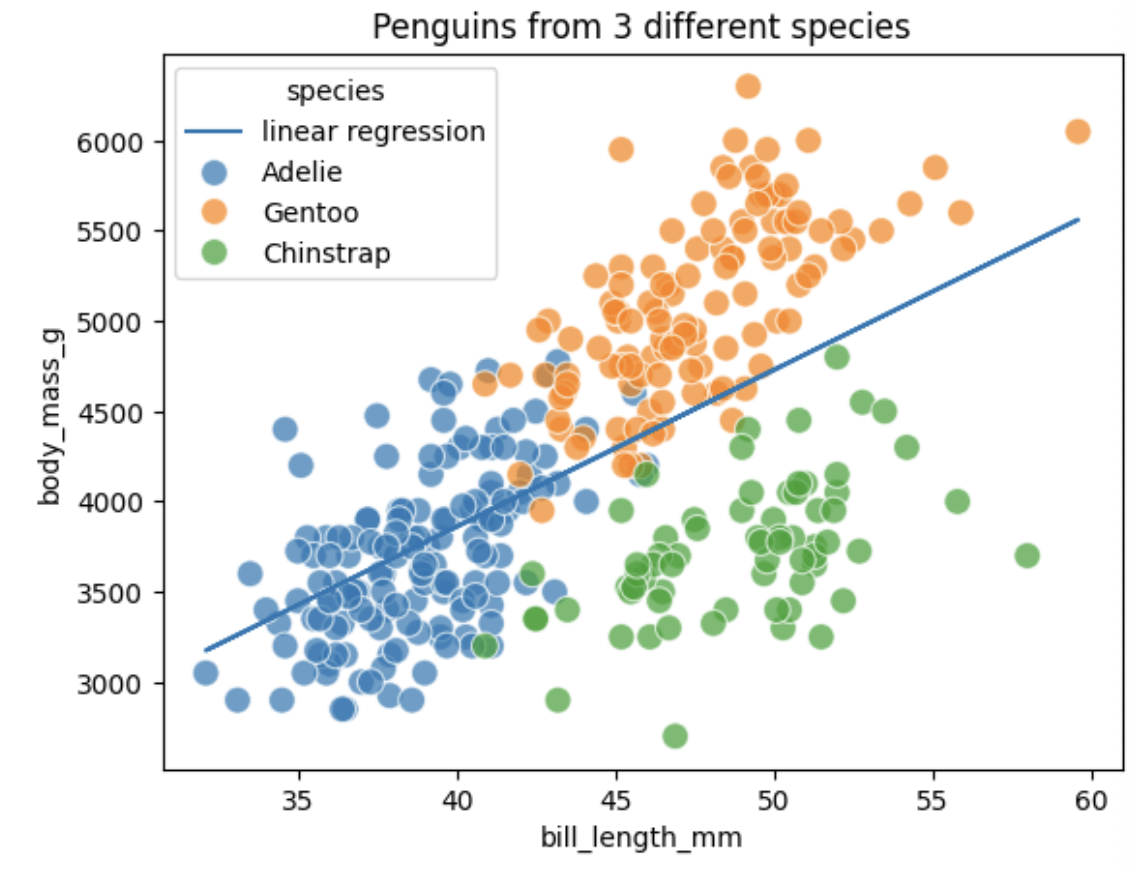 Penguins from 3 different species
species
linear regression
Adelie
Gentoo
Chinstrap
body_mass_g
6000
5500
5000
4500
4000
3500
3000
35 40 45 50 55 60
bill_length_mm